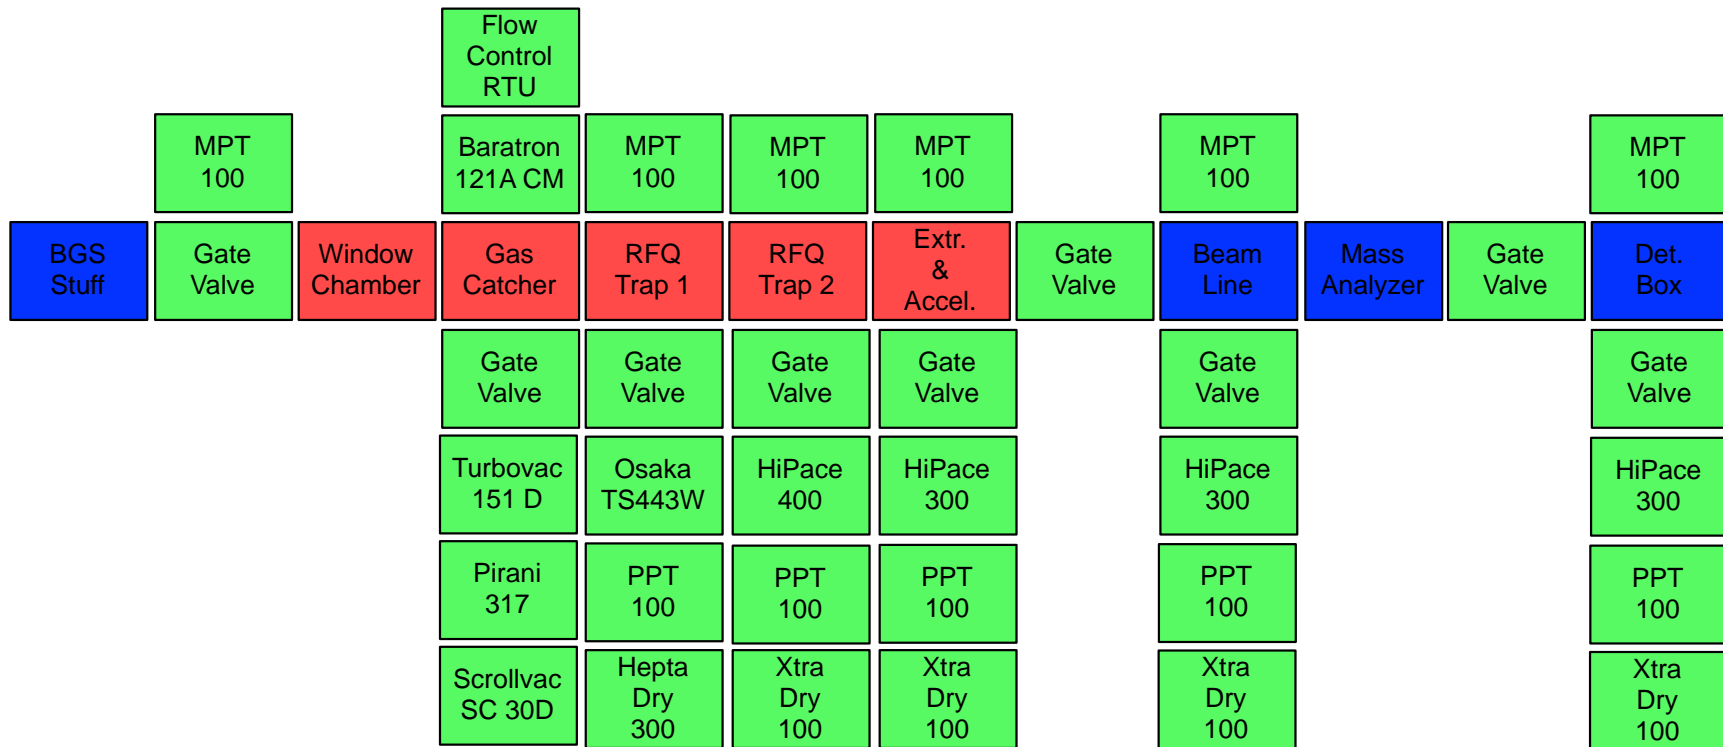 Flow
Control
RTU
MPT
100
Baratron
121A CM
MPT
100
MPT
100
MPT
100
MPT
100
MPT
100
BGS
Stuff
Gate
Valve
Window
Chamber
Gas
Catcher
RFQ
Trap 1
RFQ
Trap 2
Extr.
&
Accel.
Gate
Valve
Beam
Line
Mass
Analyzer
Gate
Valve
Det.
Box
Gate
Valve
Gate
Valve
Gate
Valve
Gate
Valve
Gate
Valve
Gate
Valve
Turbovac
151 D
Osaka
TS443W
HiPace
400
HiPace
300
HiPace
300
HiPace
300
Pirani
317
PPT
100
PPT
100
PPT
100
PPT
100
PPT
100
Scrollvac
SC 30D
Hepta
Dry
300
Xtra
Dry
100
Xtra
Dry
100
Xtra
Dry
100
Xtra
Dry
100